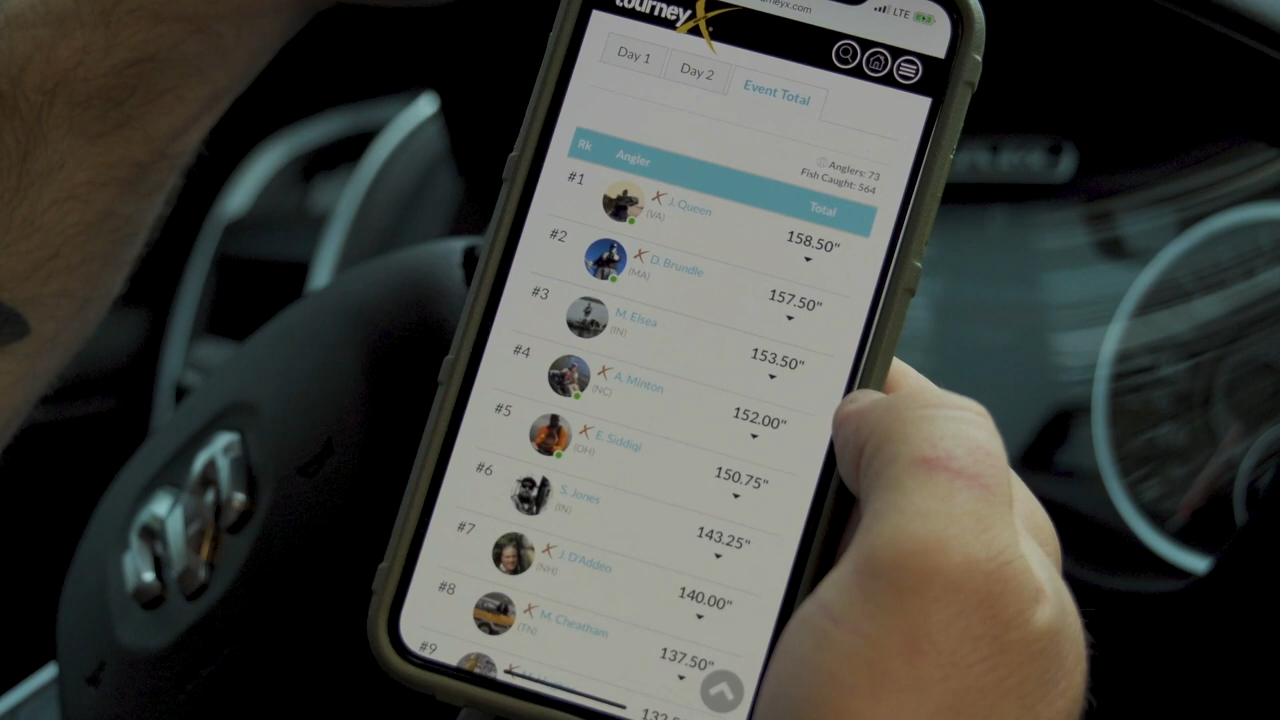 tourneyX
LTE
Day 1 Day 2 Event Total
Anglers: 73
Fish Caught: 564
Rk Angler Total
#1 J. Queen (VA) 158.50"
#2 D. Brundle (MA) 157.50"
#3 M. Elsea (IN) 153.50"
#4 A. Minton (NC) 152.00"
#5 E. Siddiqi (OH) 150.75"
#6 S. Jones (IN) 143.25"
#7 J. D'Addeo (NH) 140.00"
#8 M. Cheatham (TN) 137.50"
#9